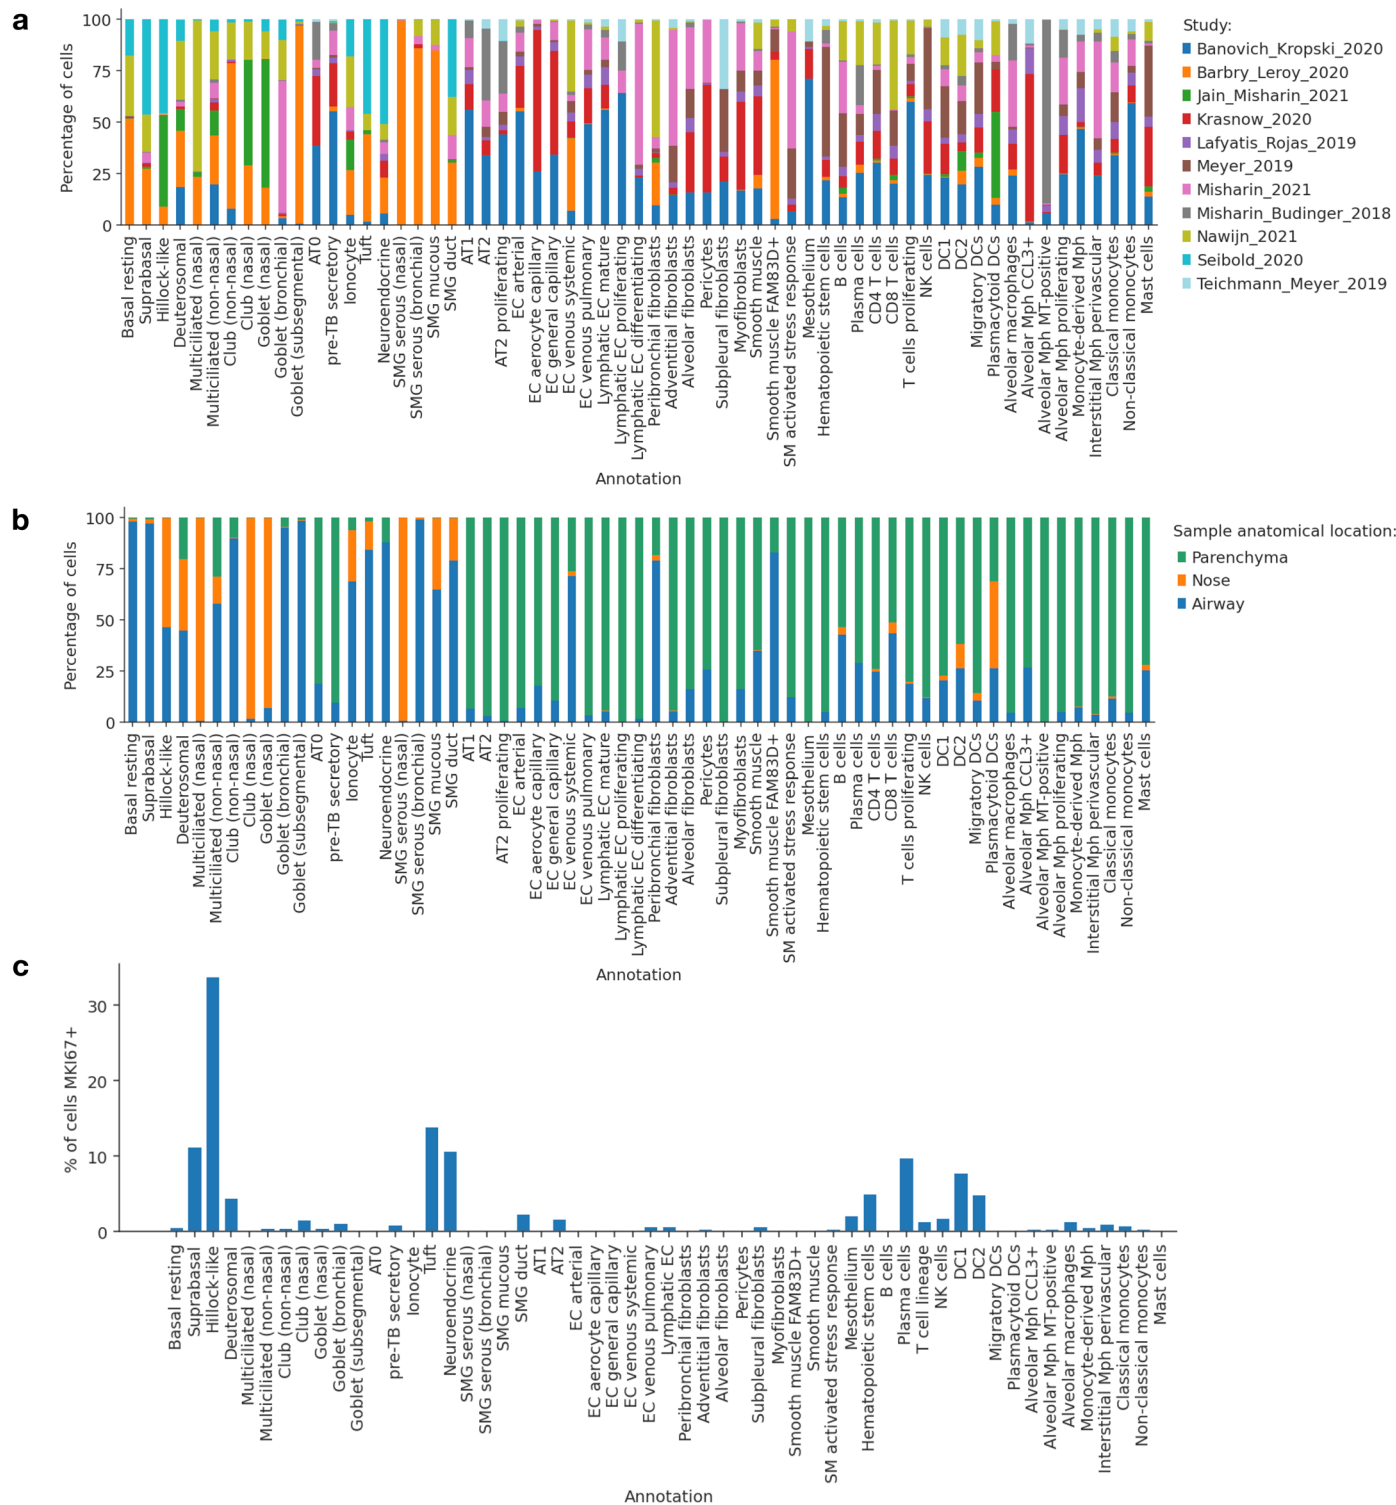 a
Percentage of cells
100
75
50
25
0
Basal resting
Suprabasal
Hillock-like
Deuterosomal
Multiciliated (nasal)
Multiciliated (non-nasal)
Club (non-nasal)
Club (nasal)
Goblet (nasal)
Goblet (bronchial)
Goblet (subsegmental)
AT0
pre-TB secretory
Ionocyte
Tuft
Neuroendocrine
SMG serous (nasal)
SMG serous (bronchial)
SMG mucous
SMG duct
AT1
AT2
AT2 proliferating
EC arterial
EC aerocyte capillary
EC general capillary
EC venous systemic
EC venous pulmonary
Lymphatic EC mature
Lymphatic EC proliferating
Lymphatic EC differentiating
Peribronchial fibroblasts
Adventitial fibroblasts
Alveolar fibroblasts
Pericytes
Subpleural fibroblasts
Myofibroblasts
Smooth muscle
Smooth muscle FAM83D+
SM activated stress response
Mesothelium
Hematopoietic stem cells
B cells
Plasma cells
CD4 T cells
CD8 T cells
T cells proliferating
NK cells
DC1
DC2
Migratory DCs
Plasmacytoid DCs
Alveolar macrophages
Alveolar Mph CCL3+
Alveolar Mph MT-positive
Alveolar Mph proliferating
Monocyte-derived Mph
Interstitial Mph perivascular
Classical monocytes
Non-classical monocytes
Mast cells
Annotation
Study:
Banovich_Kropski_2020
Barbry_Leroy_2020
Jain_Misharin_2021
Krasnow_2020
Lafyatis_Rojas_2019
Meyer_2019
Misharin_2021
Misharin_Budinger_2018
Nawijn_2021
Seibold_2020
Teichmann_Meyer_2019
b
Percentage of cells
100
75
50
25
0
Basal resting
Suprabasal
Hillock-like
Deuterosomal
Multiciliated (nasal)
Multiciliated (non-nasal)
Club (non-nasal)
Club (nasal)
Goblet (nasal)
Goblet (bronchial)
Goblet (subsegmental)
AT0
pre-TB secretory
Ionocyte
Tuft
Neuroendocrine
SMG serous (nasal)
SMG serous (bronchial)
SMG mucous
SMG duct
AT1
AT2
AT2 proliferating
EC arterial
EC aerocyte capillary
EC general capillary
EC venous systemic
EC venous pulmonary
Lymphatic EC mature
Lymphatic EC proliferating
Lymphatic EC differentiating
Peribronchial fibroblasts
Adventitial fibroblasts
Alveolar fibroblasts
Pericytes
Subpleural fibroblasts
Myofibroblasts
Smooth muscle
Smooth muscle FAM83D+
SM activated stress response
Mesothelium
Hematopoietic stem cells
B cells
Plasma cells
CD4 T cells
CD8 T cells
T cells proliferating
NK cells
DC1
DC2
Migratory DCs
Plasmacytoid DCs
Alveolar macrophages
Alveolar Mph CCL3+
Alveolar Mph MT-positive
Alveolar Mph proliferating
Monocyte-derived Mph
Interstitial Mph perivascular
Classical monocytes
Non-classical monocytes
Mast cells
Annotation
Sample anatomical location:
Parenchyma
Nose
Airway
c
% of cells MKI67+
30
20
10
0
Basal resting
Suprabasal
Hillock-like
Deuterosomal
Multiciliated (nasal)
Multiciliated (non-nasal)
Club (non-nasal)
Club (nasal)
Goblet (nasal)
Goblet (bronchial)
Goblet (subsegmental)
AT0
pre-TB secretory
Ionocyte
Tuft
Neuroendocrine
SMG serous (nasal)
SMG serous (bronchial)
SMG mucous
SMG duct
AT1
AT2
EC arterial
EC aerocyte capillary
EC general capillary
EC venous systemic
EC venous pulmonary
Lymphatic EC
Peribronchial fibroblasts
Adventitial fibroblasts
Alveolar fibroblasts
Pericytes
Subpleural fibroblasts
Myofibroblasts
Smooth muscle FAM83D+
Smooth muscle
SM activated stress response
Mesothelium
Hematopoietic stem cells
B cells
Plasma cells
T cell lineage
NK cells
DC1
DC2
Migratory DCs
Plasmacytoid DCs
Alveolar Mph CCL3+
Alveolar Mph MT-positive
Alveolar macrophages
Monocyte-derived Mph
Interstitial Mph perivascular
Classical monocytes
Non-classical monocytes
Mast cells
Annotation